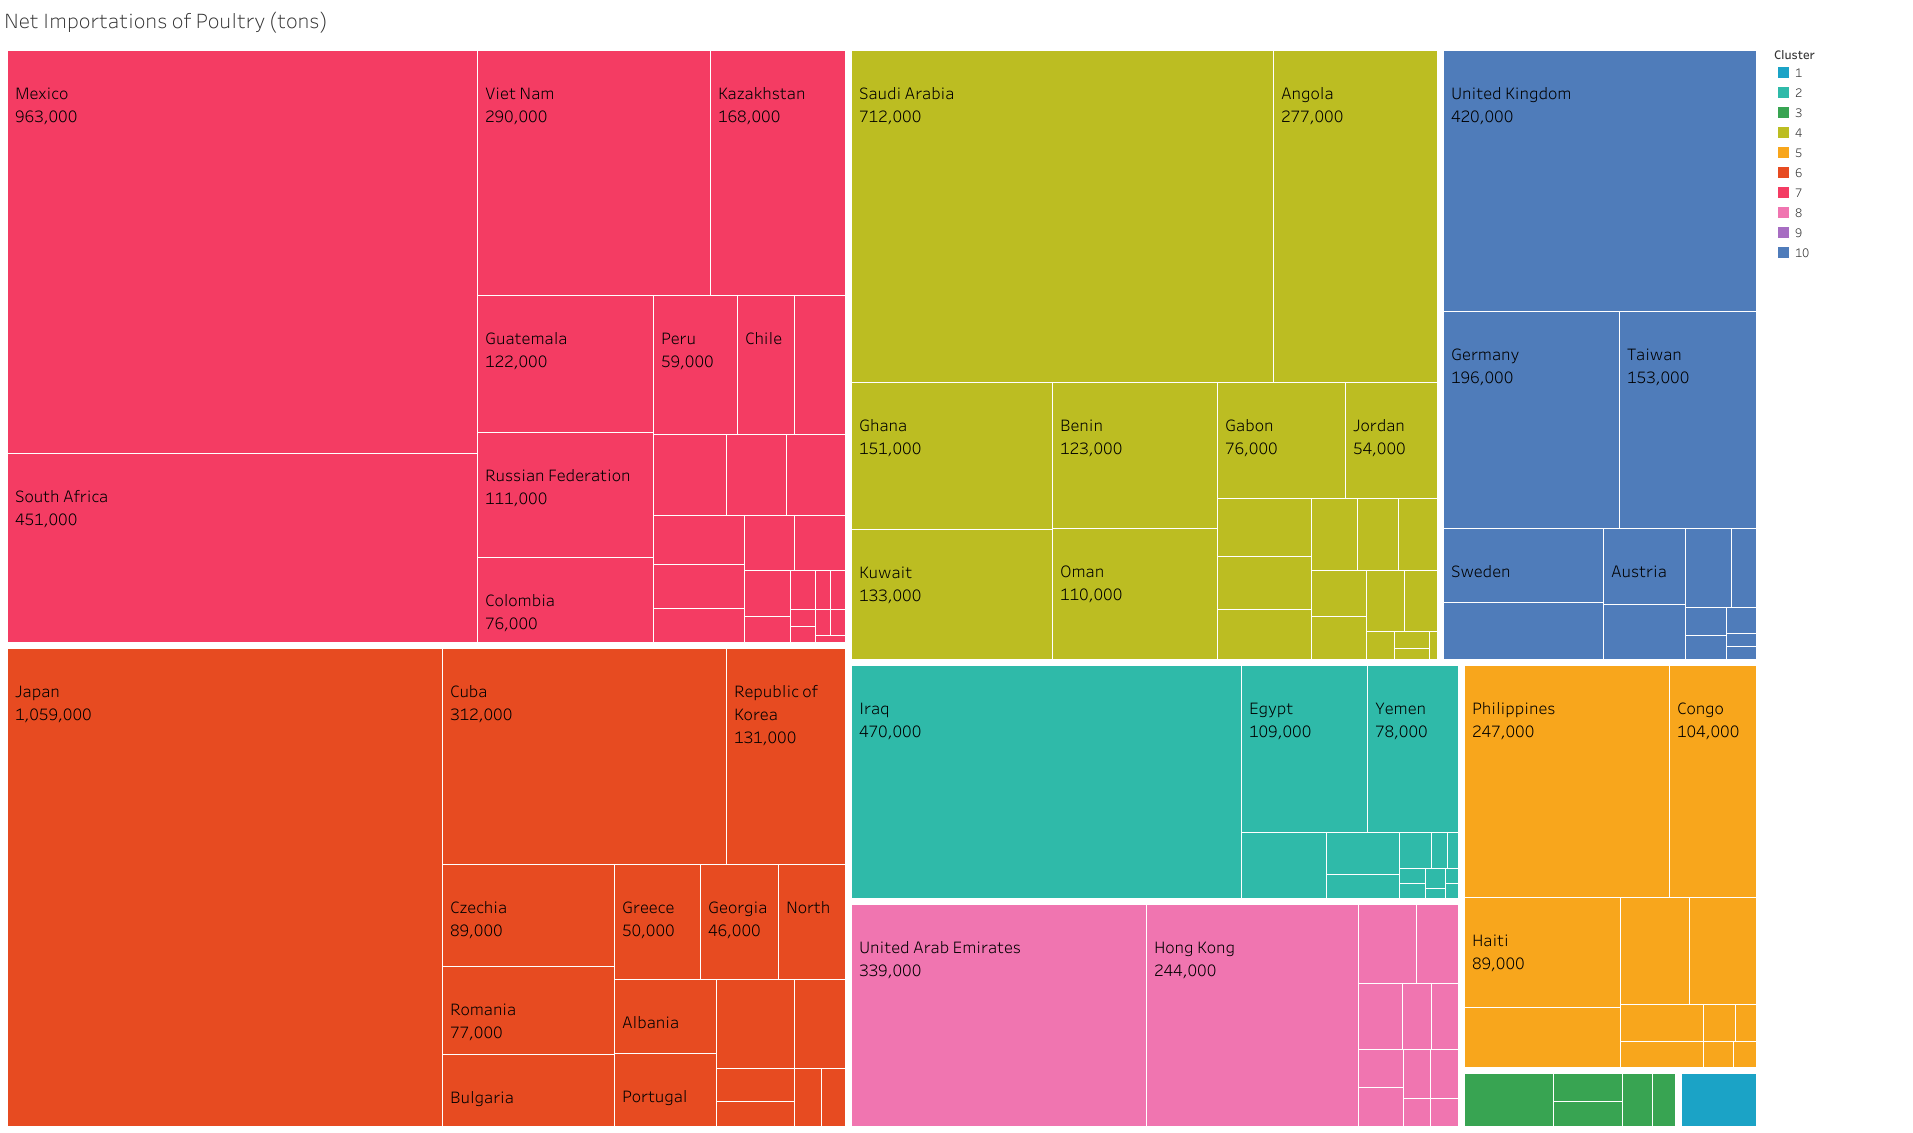 Net Importations of Poultry (tons)
Mexico
963,000
South Africa
451,000
Viet Nam
290,000
Kazakhstan
168,000
Guatemala
122,000
Peru
59,000
Chile
Russian Federation
111,000
Colombia
76,000
Saudi Arabia
712,000
Angola
277,000
Ghana
151,000
Benin
123,000
Gabon
76,000
Jordan
54,000
Kuwait
133,000
Oman
110,000
United Kingdom
420,000
Germany
196,000
Taiwan
153,000
Sweden
Austria
Japan
1,059,000
Cuba
312,000
Republic of
Korea
131,000
Czechia
89,000
Greece
50,000
Georgia
46,000
North
Romania
77,000
Albania
Bulgaria
Portugal
Iraq
470,000
Egypt
109,000
Yemen
78,000
United Arab Emirates
339,000
Hong Kong
244,000
Philippines
247,000
Congo
104,000
Haiti
89,000
Cluster
1
2
3
4
5
6
7
8
9
10